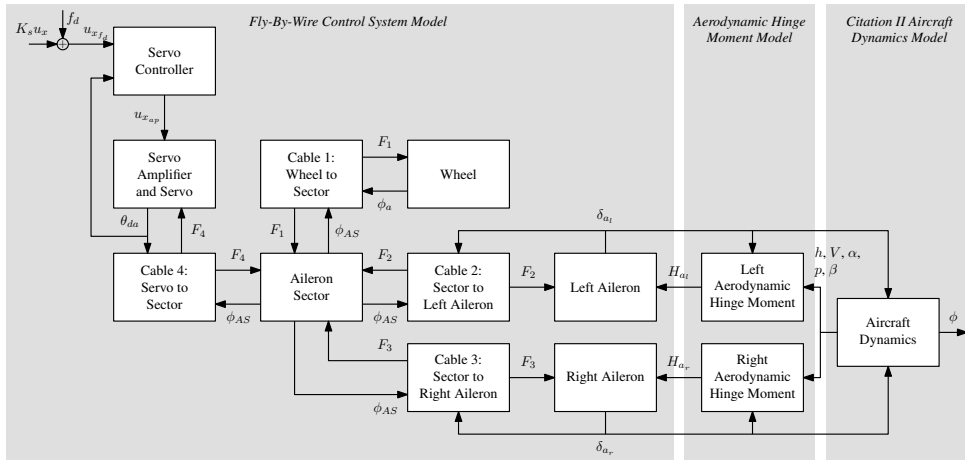 Fly-By-Wire Control System Model
Aerodynamic Hinge
Moment Model
Citation II Aircraft
Dynamics Model
f_d
K_s u_x
u_{x_{f_d}}
Servo
Controller
u_{x_{ap}}
Servo
Amplifier
and Servo
Cable 1:
Wheel to
Sector
F_1
Wheel
ϕ_a
θ_{da}
F_4
F_1
ϕ_{AS}
δ_{a_l}
Cable 4:
Servo to
Sector
F_4
ϕ_{AS}
Aileron
Sector
F_2
ϕ_{AS}
Cable 2:
Sector to
Left Aileron
F_2
Left Aileron
H_{a_l}
Left
Aerodynamic
Hinge Moment
h, V, α,
p, β
Aircraft
Dynamics
ϕ
F_3
ϕ_{AS}
Cable 3:
Sector to
Right Aileron
F_3
Right Aileron
H_{a_r}
Right
Aerodynamic
Hinge Moment
δ_{a_r}